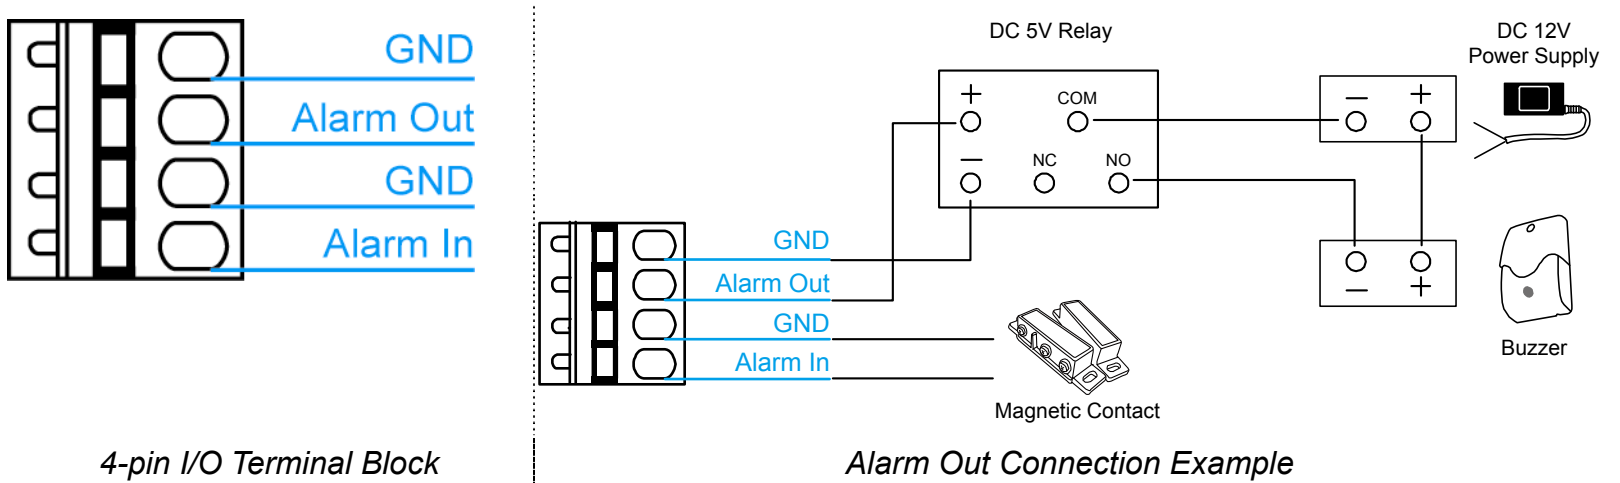 GND
Alarm Out
GND
Alarm In
4-pin I/O Terminal Block
DC 5V Relay
+
COM
−
NC
NO
DC 12V
Power Supply
− +
− +
Buzzer
GND
Alarm Out
GND
Alarm In
Magnetic Contact
Alarm Out Connection Example